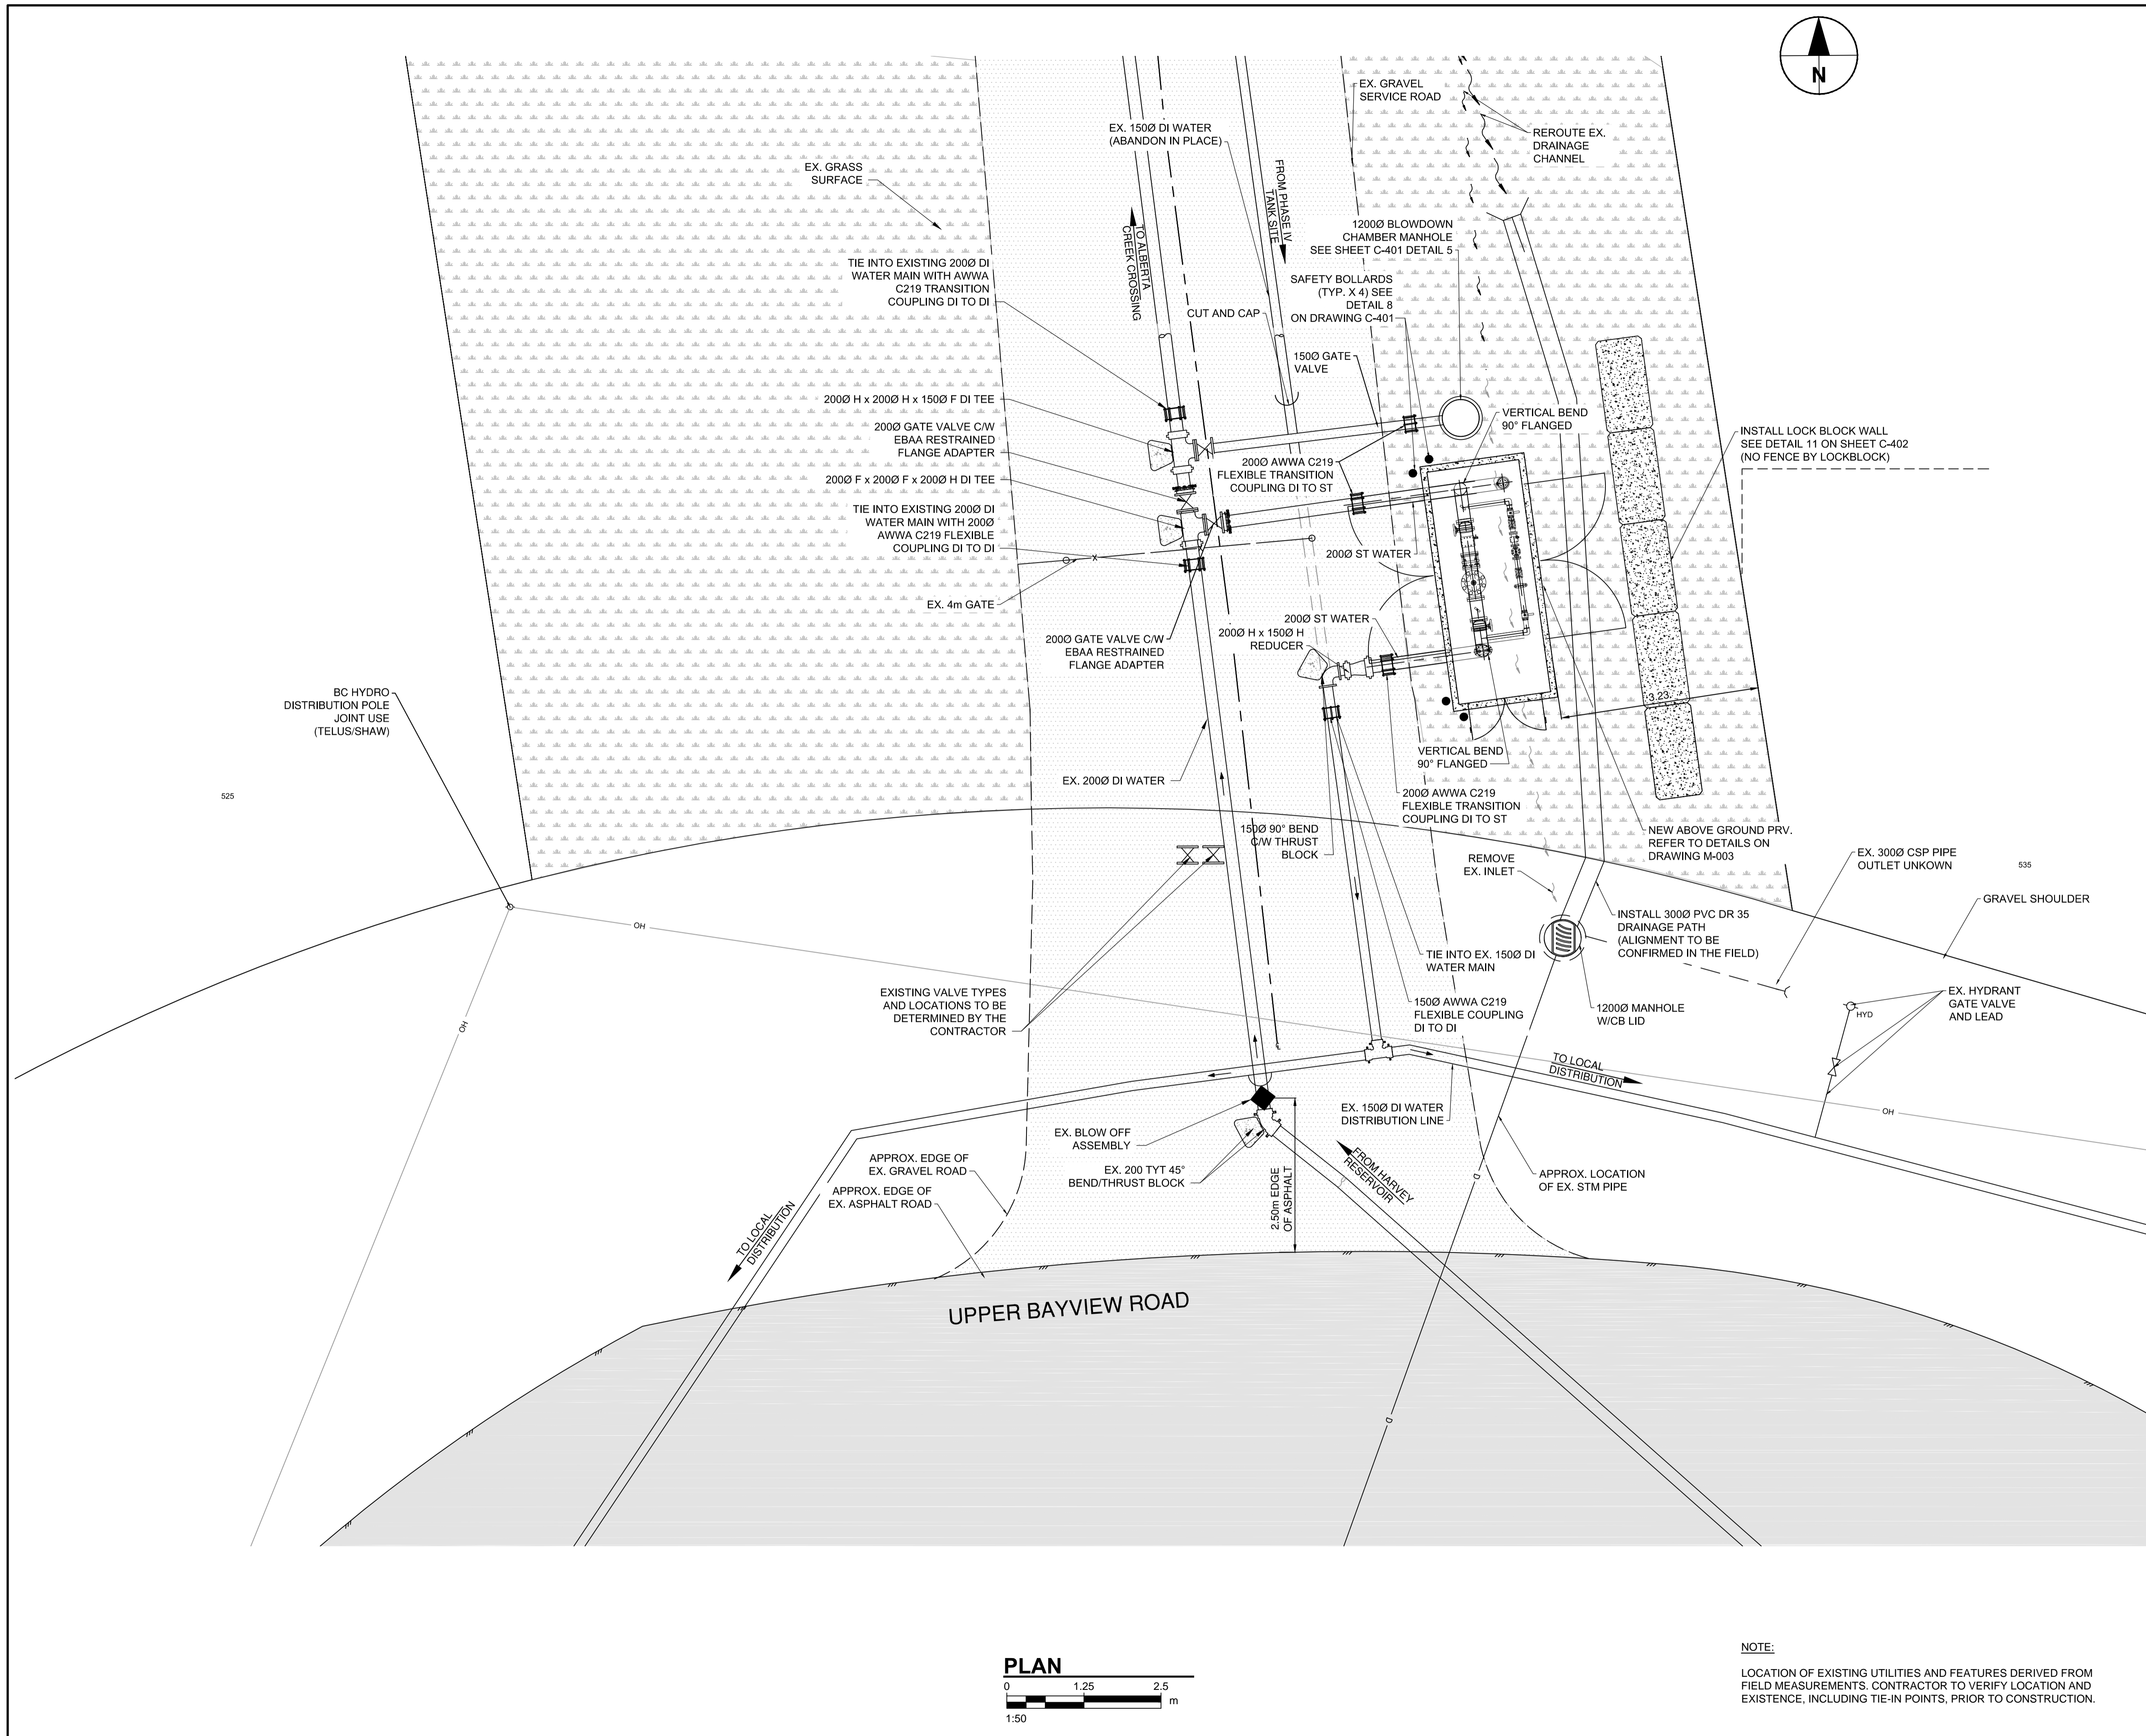 N
EX. GRAVEL
SERVICE ROAD
EX. 150Ø DI WATER
(ABANDON IN PLACE)
REROUTE EX.
DRAINAGE
CHANNEL
EX. GRASS
SURFACE
FROM PHASE IV
TANK SITE
TO ALBERTA
CREEK CROSSING
1200Ø BLOWDOWN
CHAMBER MANHOLE
SEE SHEET C-401 DETAIL 5
TIE INTO EXISTING 200Ø DI
WATER MAIN WITH AWWA
C219 TRANSITION
COUPLING DI TO DI
SAFETY BOLLARDS
(TYP. X 4) SEE
DETAIL 8
ON DRAWING C-401
CUT AND CAP
150Ø GATE
VALVE
200Ø H x 200Ø H x 150Ø F DI TEE
VERTICAL BEND
90° FLANGED
200Ø GATE VALVE C/W
EBAA RESTRAINED
FLANGE ADAPTER
INSTALL LOCK BLOCK WALL
SEE DETAIL 11 ON SHEET C-402
(NO FENCE BY LOCKBLOCK)
200Ø AWWA C219
FLEXIBLE TRANSITION
COUPLING DI TO ST
200Ø F x 200Ø F x 200Ø H DI TEE
TIE INTO EXISTING 200Ø DI
WATER MAIN WITH 200Ø
AWWA C219 FLEXIBLE
COUPLING DI TO DI
200Ø ST WATER
X
EX. 4m GATE
200Ø ST WATER
200Ø H x 150Ø H
REDUCER
200Ø GATE VALVE C/W
EBAA RESTRAINED
FLANGE ADAPTER
BC HYDRO
DISTRIBUTION POLE
JOINT USE
(TELUS/SHAW)
3.23
VERTICAL BEND
90° FLANGED
EX. 200Ø DI WATER
525
200Ø AWWA C219
FLEXIBLE TRANSITION
COUPLING DI TO ST
150Ø 90° BEND
C/W THRUST
BLOCK
NEW ABOVE GROUND PRV.
REFER TO DETAILS ON
DRAWING M-003
REMOVE
EX. INLET
EX. 300Ø CSP PIPE
OUTLET UNKOWN
535
GRAVEL SHOULDER
INSTALL 300Ø PVC DR 35
DRAINAGE PATH
(ALIGNMENT TO BE
CONFIRMED IN THE FIELD)
OH
TIE INTO EX. 150Ø DI
WATER MAIN
EXISTING VALVE TYPES
AND LOCATIONS TO BE
DETERMINED BY THE
CONTRACTOR
150Ø AWWA C219
FLEXIBLE COUPLING
DI TO DI
1200Ø MANHOLE
W/CB LID
EX. HYDRANT
GATE VALVE
AND LEAD
HYD
OH
TO LOCAL
DISTRIBUTION
OH
EX. 150Ø DI WATER
DISTRIBUTION LINE
EX. BLOW OFF
ASSEMBLY
EX. 200 TYT 45°
BEND/THRUST BLOCK
2.50m EDGE
OF ASPHALT
FROM HARVEY
RESERVOIR
D
APPROX. LOCATION
OF EX. STM PIPE
APPROX. EDGE OF
EX. GRAVEL ROAD
APPROX. EDGE OF
EX. ASPHALT ROAD
TO LOCAL
DISTRIBUTION
UPPER BAYVIEW ROAD
D
PLAN
0 1.25 2.5
m
1:50
NOTE:
LOCATION OF EXISTING UTILITIES AND FEATURES DERIVED FROM
FIELD MEASUREMENTS. CONTRACTOR TO VERIFY LOCATION AND
EXISTENCE, INCLUDING TIE-IN POINTS, PRIOR TO CONSTRUCTION.